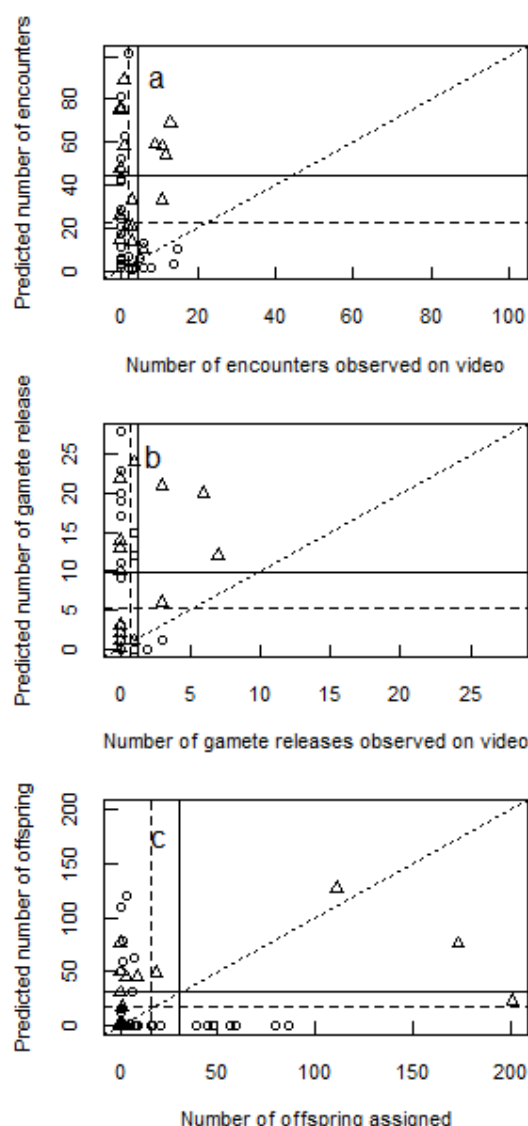 Predicted number of encounters
80
60
40
20
0
a
0 20 40 60 80 100
Number of encounters observed on video
Predicted number of gamete release
25
20
15
10
5
0
b
0 5 10 15 20 25
Number of gamete releases observed on video
Predicted number of offspring
200
150
100
50
0
c
0 50 100 150 200
Number of offspring assigned